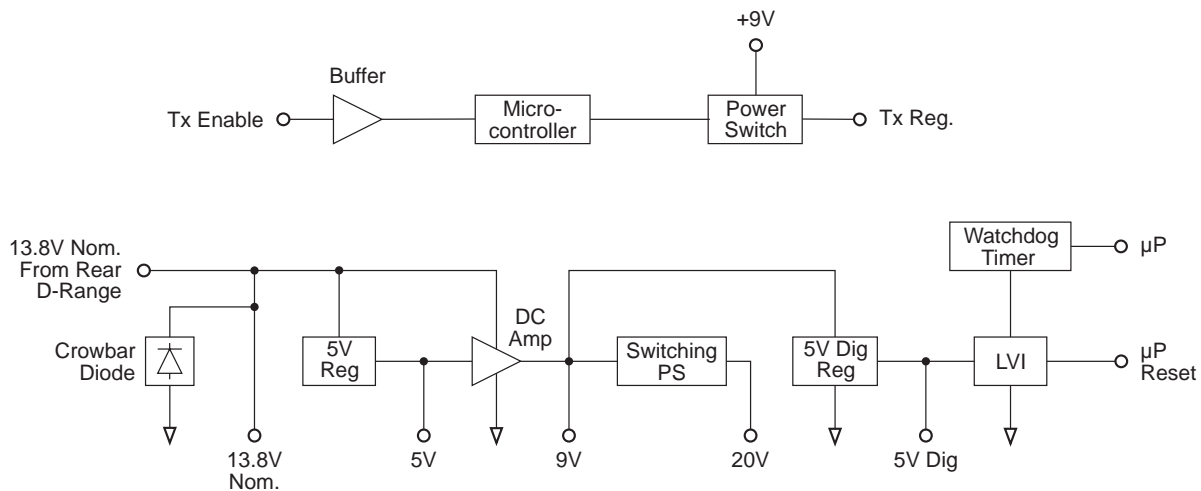 +9V
Buffer
Tx Enable
Micro-
controller
Power
Switch
Tx Reg.
13.8V Nom.
From Rear
D-Range
Watchdog
Timer
µP
Crowbar
Diode
5V
Reg
DC
Amp
Switching
PS
5V Dig
Reg
LVI
µP
Reset
13.8V
Nom.
5V
9V
20V
5V Dig